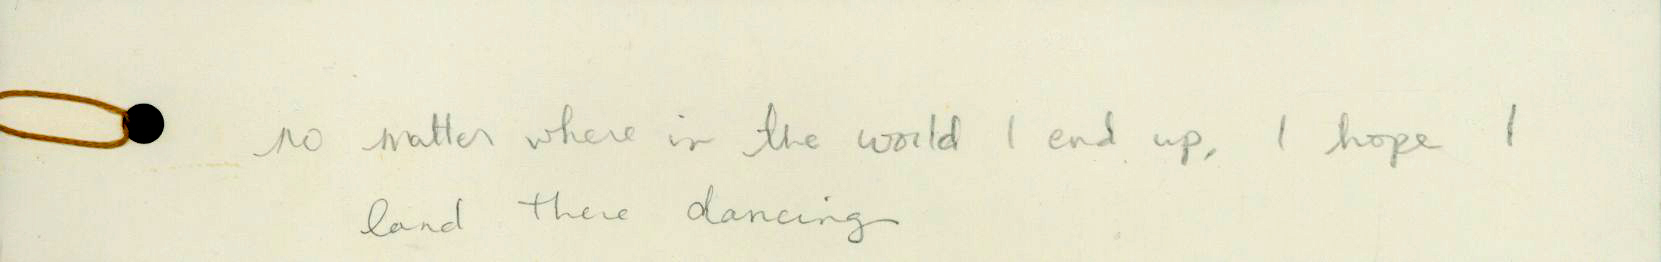 no matter where in the world I end up, I hope I
land there dancing